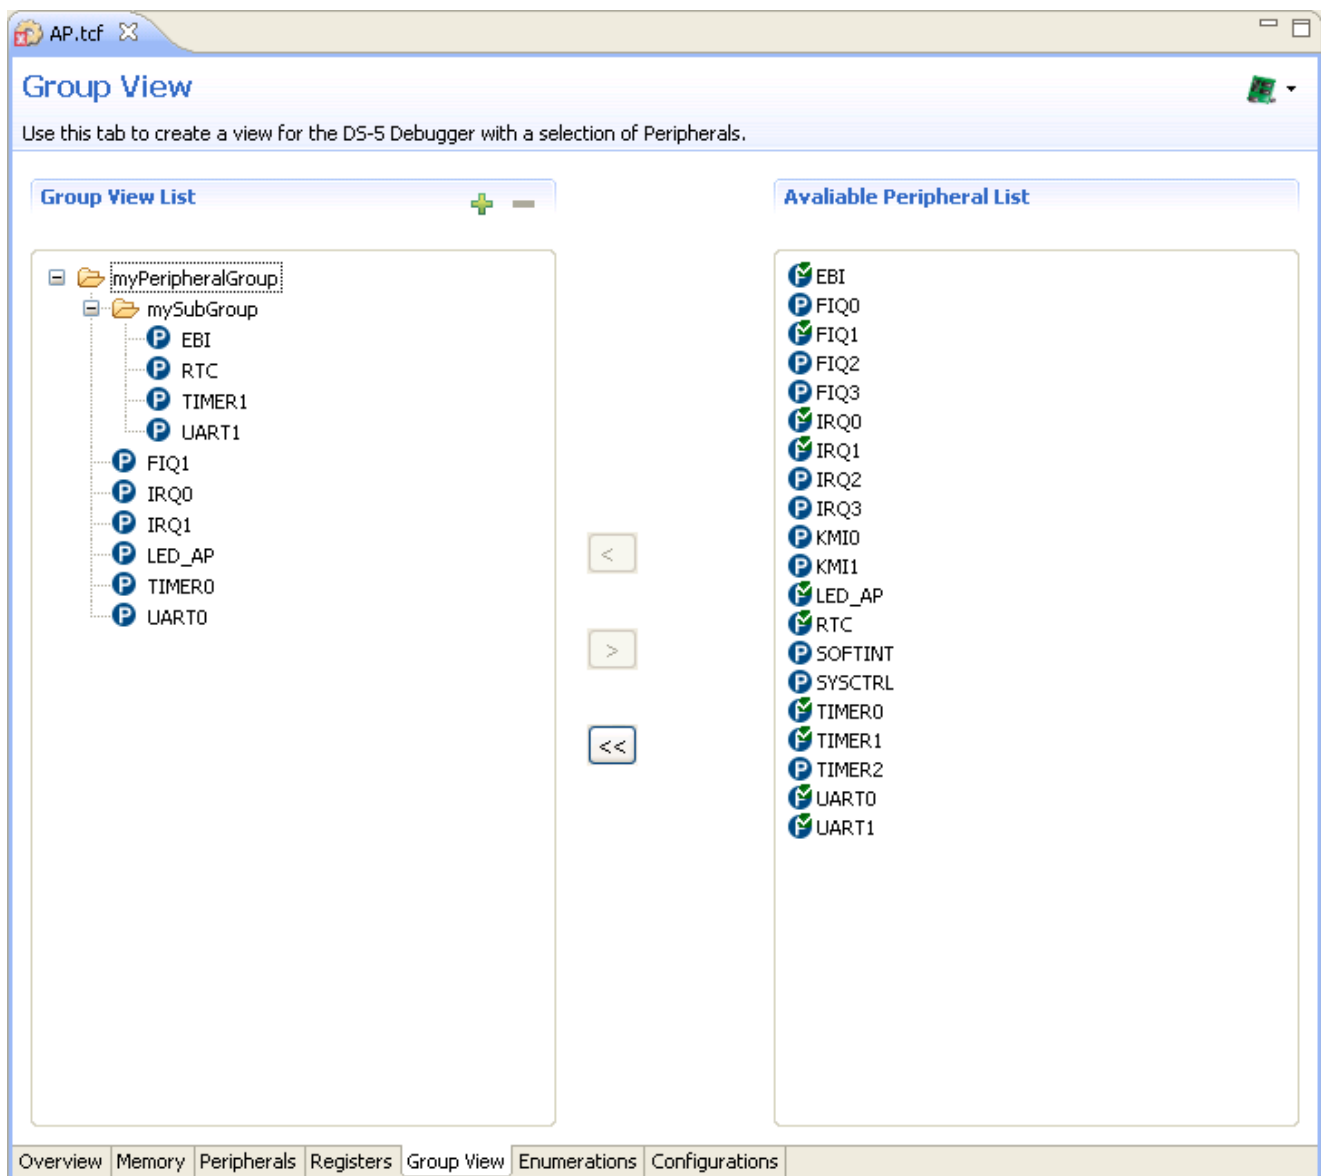 AP.tcf
Group View
Use this tab to create a view for the DS-5 Debugger with a selection of Peripherals.
Group View List
myPeripheralGroup
mySubGroup
P EBI
P RTC
P TIMER1
P UART1
P FIQ1
P IRQ0
P IRQ1
P LED_AP
P TIMER0
P UART0
<
>
<<
Avaliable Peripheral List
P EBI
P FIQ0
P FIQ1
P FIQ2
P FIQ3
P IRQ0
P IRQ1
P IRQ2
P IRQ3
P KMI0
P KMI1
P LED_AP
P RTC
P SOFTINT
P SYSCTRL
P TIMER0
P TIMER1
P TIMER2
P UART0
P UART1
Overview Memory Peripherals Registers Group View Enumerations Configurations